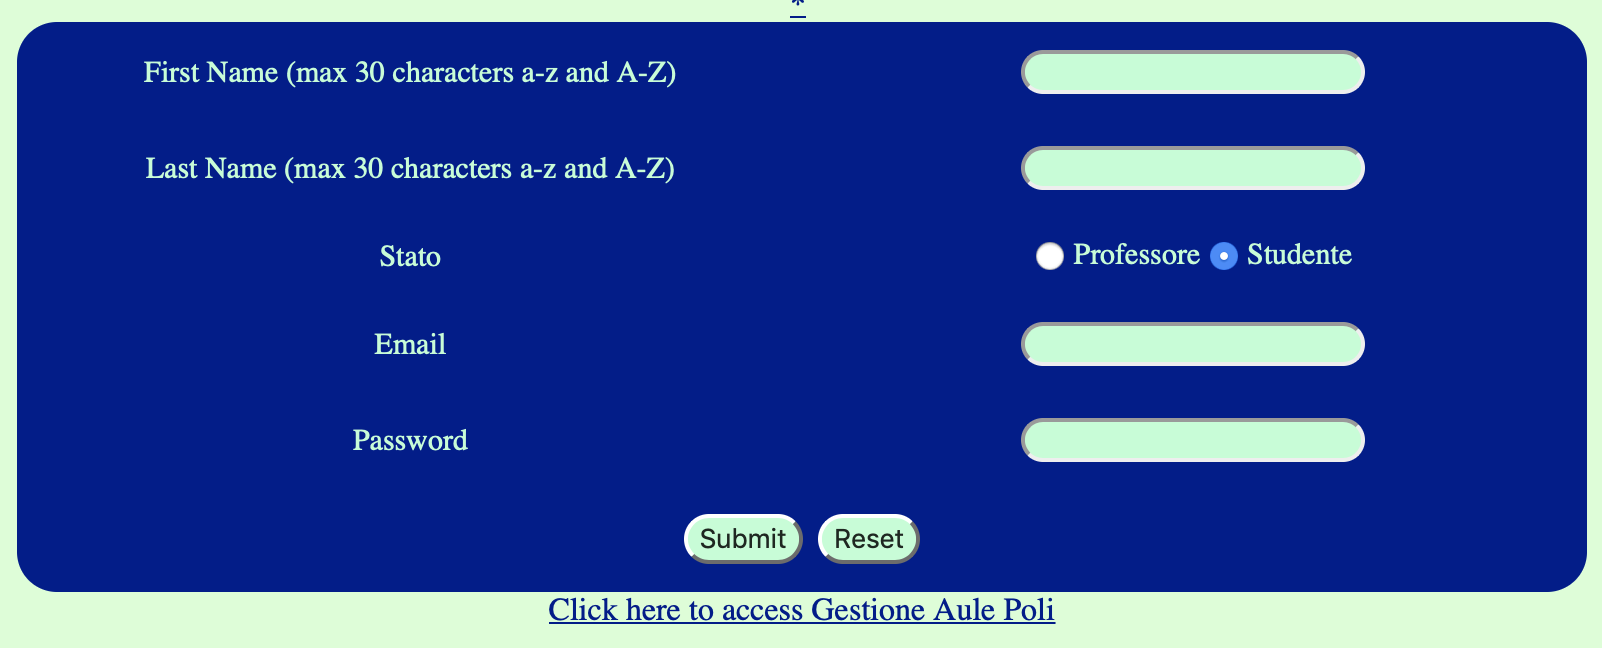 *
First Name (max 30 characters a-z and A-Z)
Last Name (max 30 characters a-z and A-Z)
Stato Professore Studente
Email
Password
Submit Reset
Click here to access Gestione Aule Poli